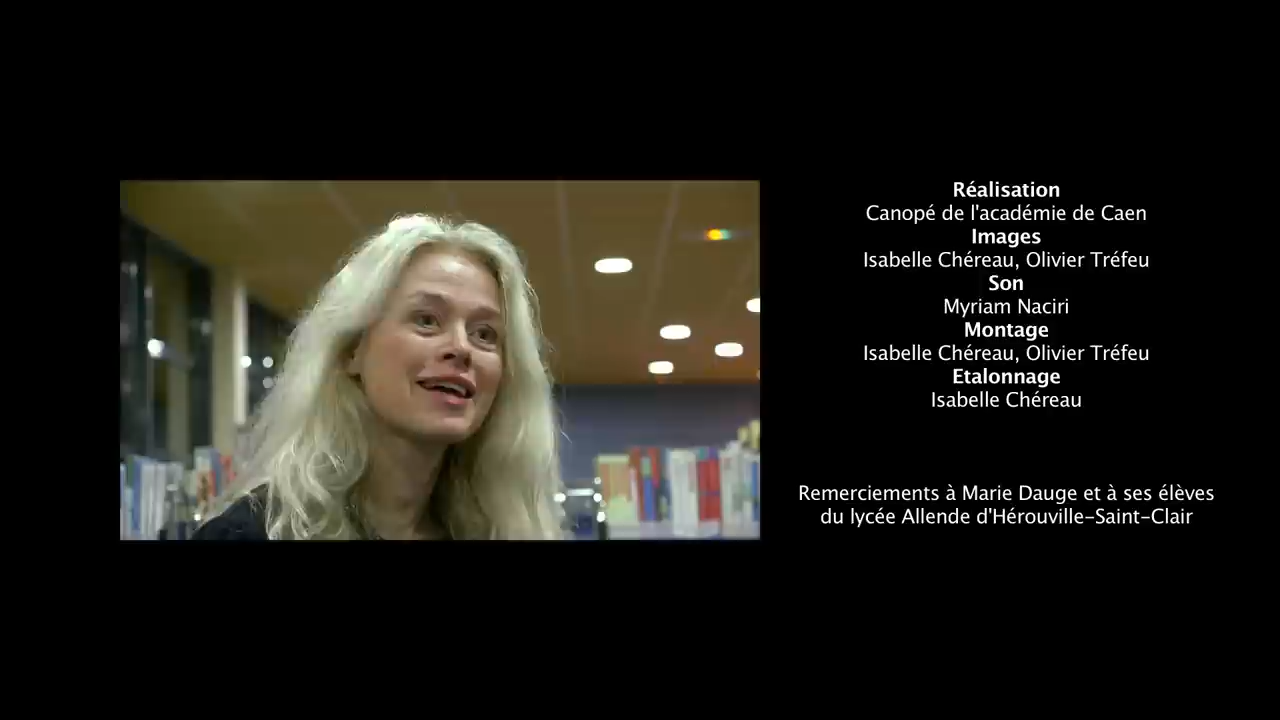 Réalisation
Canopé de l'académie de Caen
Images
Isabelle Chéreau, Olivier Tréfeu
Son
Myriam Naciri
Montage
Isabelle Chéreau, Olivier Tréfeu
Etalonnage
Isabelle Chéreau
Remerciements à Marie Dauge et à ses élèves
du lycée Allende d'Hérouville-Saint-Clair